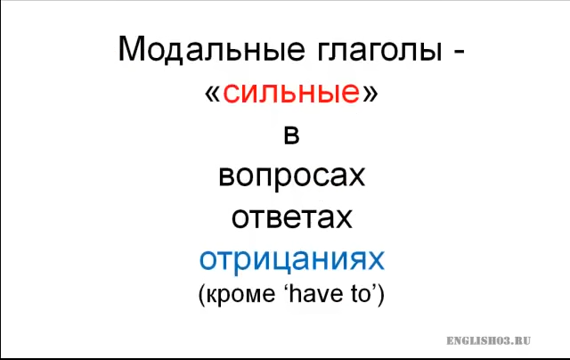 Модальные глаголы -
«сильные»
в
вопросах
ответах
отрицаниях
(кроме ‘have to’)
ENGLISH03.RU